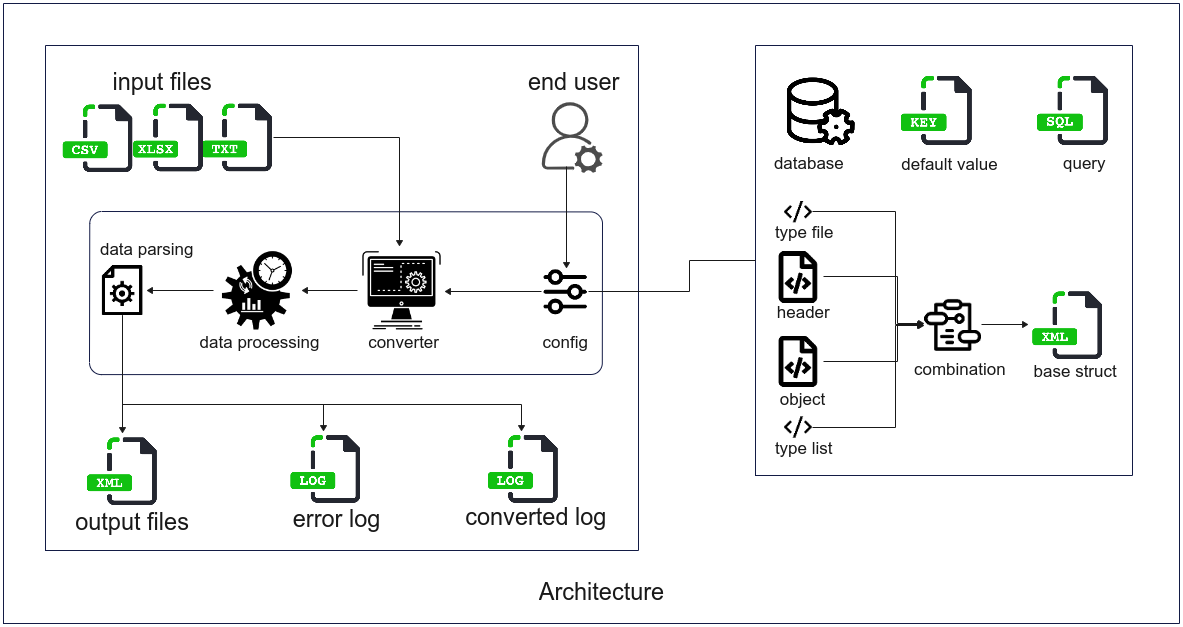 input files
end user
CSV
XLSX
TXT
data parsing
data processing
converter
config
XML
LOG
LOG
output files
error log
converted log
KEY
SQL
database
default value
query
type file
header
object
type list
combination
XML
base struct
Architecture